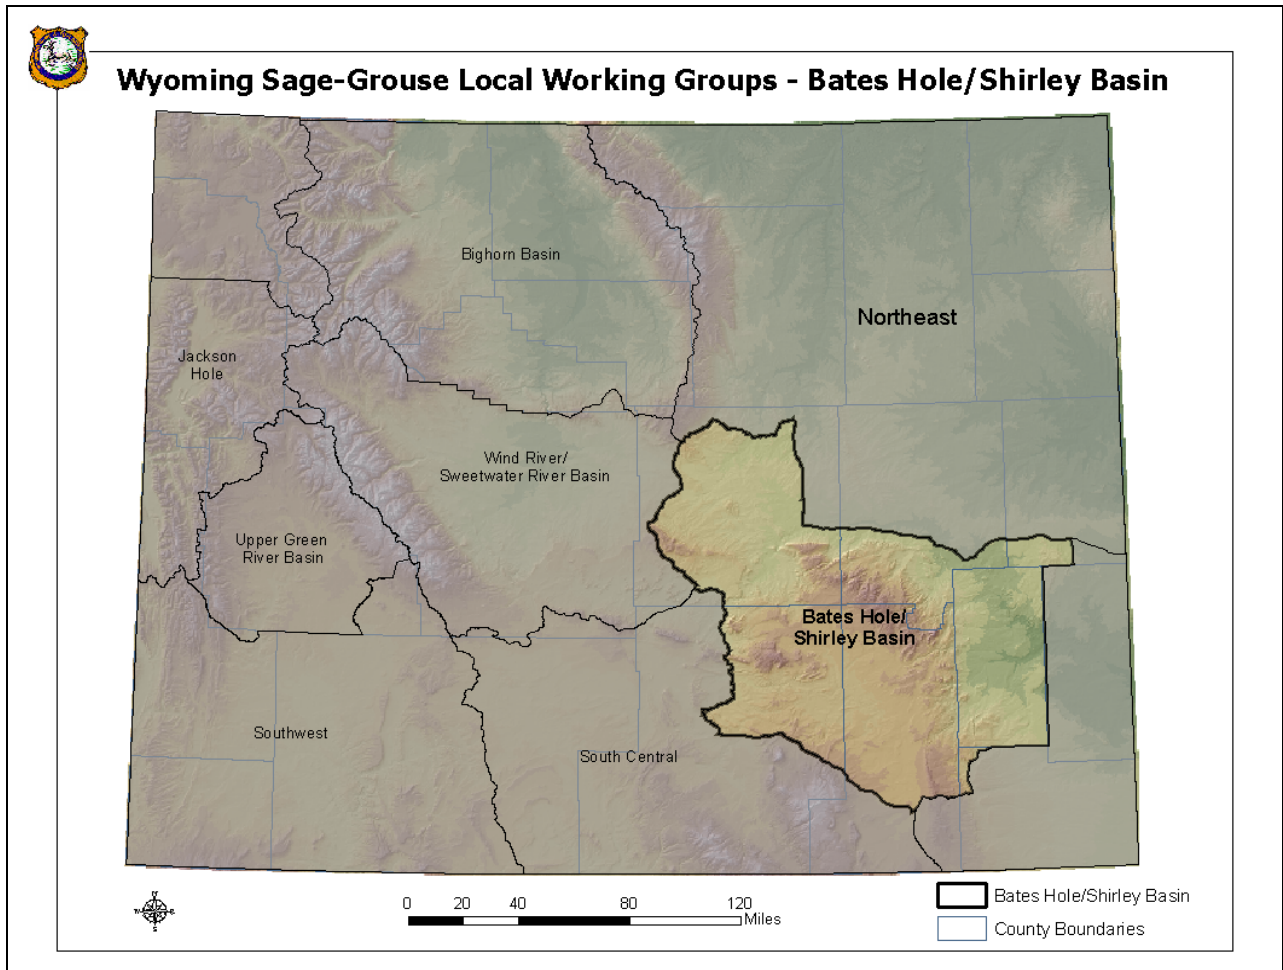 Wyoming Sage-Grouse Local Working Groups - Bates Hole/Shirley Basin
Bighorn Basin
Northeast
Jackson
Hole
Wind River/
Sweetwater River Basin
Upper Green
River Basin
Bates Hole/
Shirley Basin
Southwest
South Central
0 20 40 80 120
Miles
Bates Hole/Shirley Basin
County Boundaries